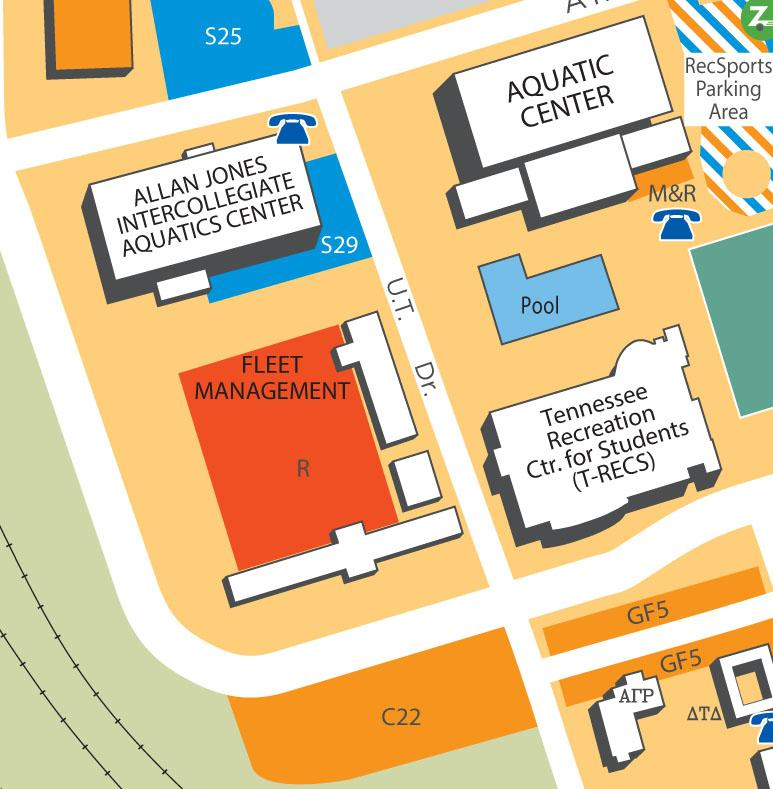 S25
AQUATIC
CENTER
Z
RecSports
Parking
Area
ALLAN JONES
INTERCOLLEGIATE
AQUATICS CENTER
S29
M&R
U.T. Dr.
Pool
FLEET
MANAGEMENT
R
Tennessee
Recreation
Ctr. for Students
(T-RECS)
GF5
GF5
ΑΓΡ
ΔΤΔ
C22